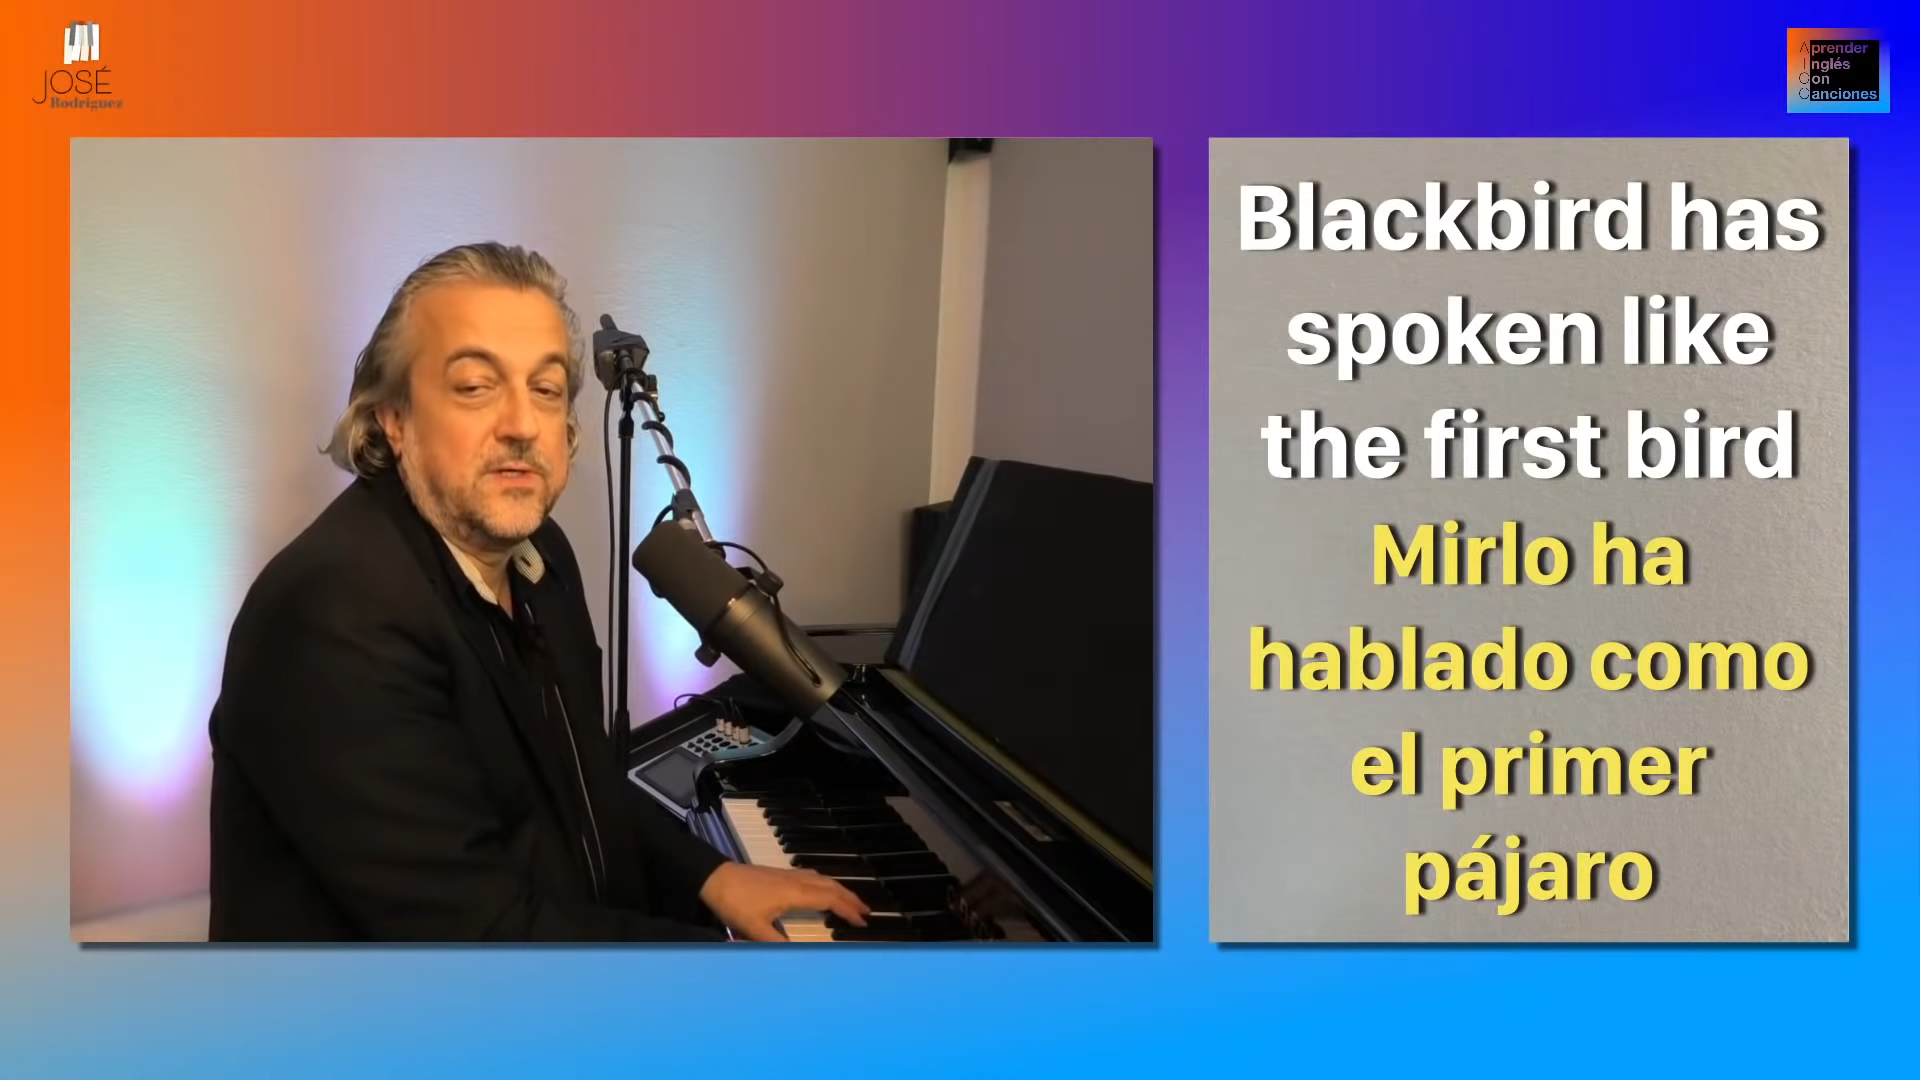 JOSÉ
Rodriguez
Aprender
Inglés
Con
Canciones
Blackbird has
spoken like
the first bird
Mirlo ha
hablado como
el primer
pájaro